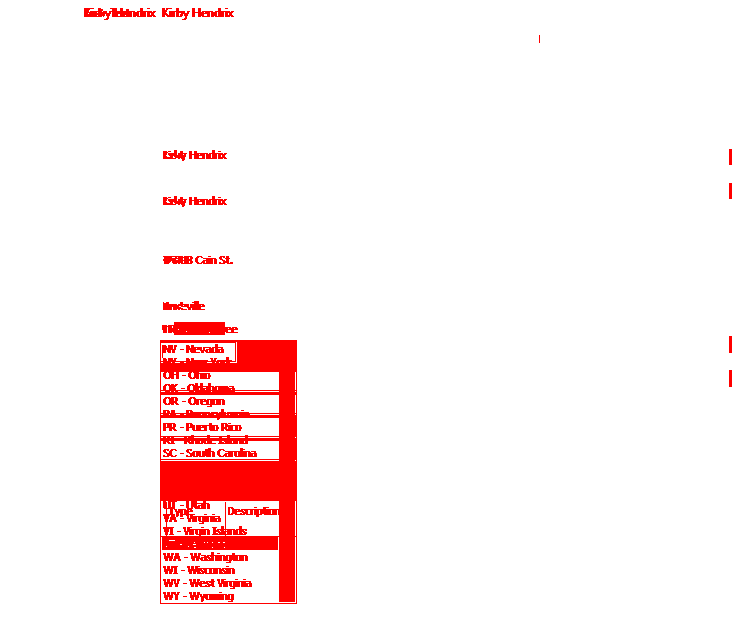 Kirby Hendrix Kirby Hendrix
Kirby Hendrix
Kirby Hendrix
Cain St.
NV - Nevada
NY - New York
OH - Ohio
OK - Oklahoma
OR - Oregon
PA - Pennsylvania
PR - Puerto Rico
RI - Rhode Island
SC - South Carolina
UT - Utah
Type Description
VA - Virginia
VI - Virgin Islands
WA - Washington
WI - Wisconsin
WV - West Virginia
WY - Wyoming